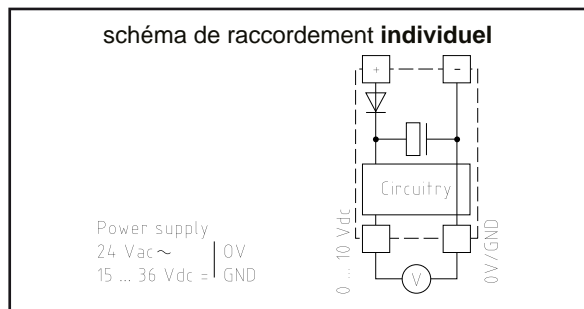 schéma de raccordement individuel
+ -
Circuitry
Power supply
24 Vac ~ | 0V
15 ... 36 Vdc = | GND
0 ... 10 Vdc
V
0V/GND